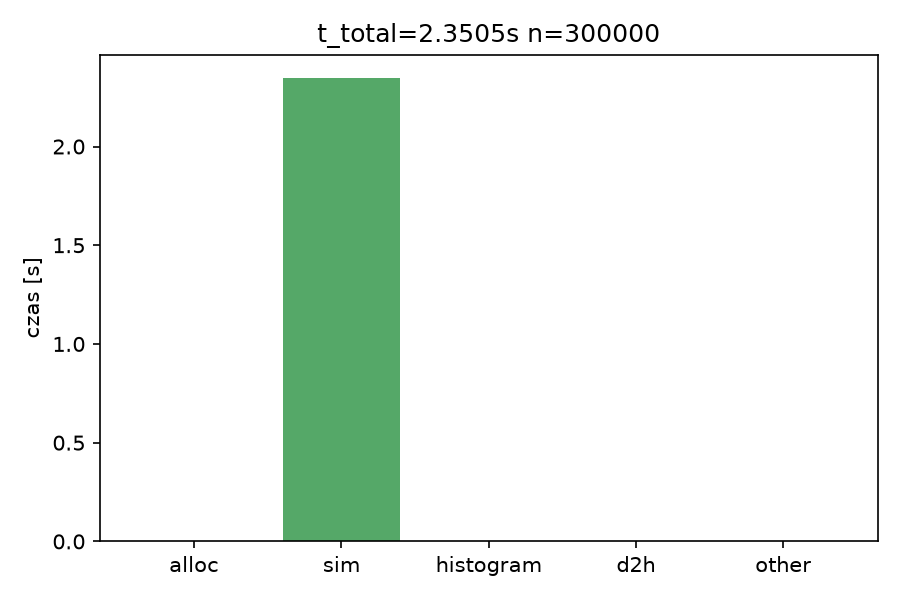 t_total=2.3505s n=300000
czas [s]
2.0
1.5
1.0
0.5
0.0
alloc sim histogram d2h other